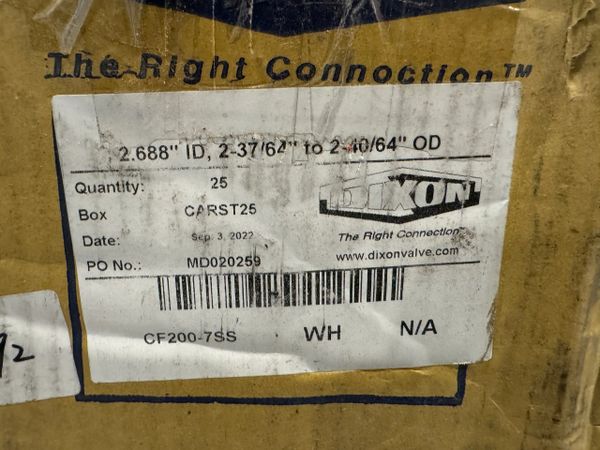 The Right Connection™
2.688" ID, 2-37/64" to 2-40/64" OD
Quantity: 25
Box CARST25
Date: Sep. 3, 2022
PO No.: MD020259
DIXON
The Right Connection
www.dixonvalve.com
CF200-7SS WH N/A